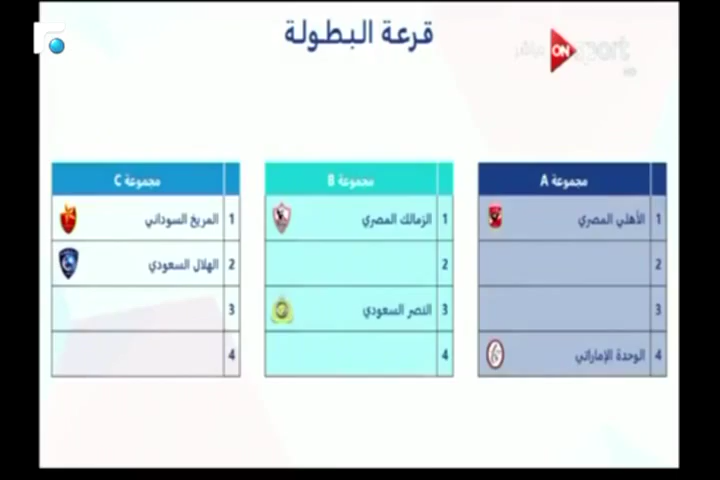 قرعة البطولة
مباشر ON sport HD
مجموعة A
1 الأهلي المصري
2
3
4 الوحدة الإماراتي
مجموعة B
1 الزمالك المصري
2
3 النصر السعودي
4
مجموعة C
1 المريخ السوداني
2 الهلال السعودي
3
4